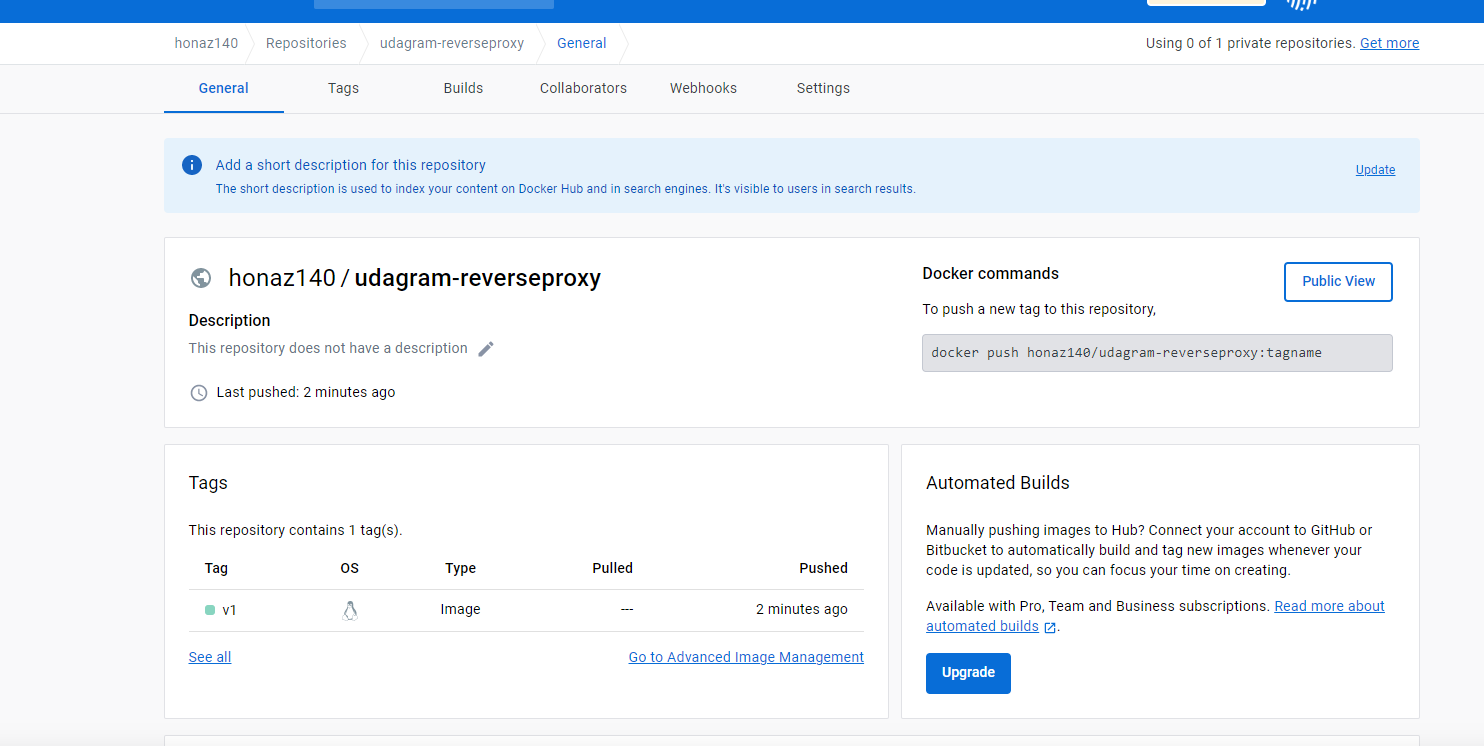 honaz140 Repositories udagram-reverseproxy General Using 0 of 1 private repositories. Get more
General Tags Builds Collaborators Webhooks Settings
Add a short description for this repository
The short description is used to index your content on Docker Hub and in search engines. It's visible to users in search results.
Update
honaz140 / udagram-reverseproxy
Description
This repository does not have a description
Last pushed: 2 minutes ago
Docker commands
Public View
To push a new tag to this repository,
docker push honaz140/udagram-reverseproxy:tagname
Tags
This repository contains 1 tag(s).
Tag OS Type Pulled Pushed
v1 Image --- 2 minutes ago
See all Go to Advanced Image Management
Automated Builds
Manually pushing images to Hub? Connect your account to GitHub or
Bitbucket to automatically build and tag new images whenever your
code is updated, so you can focus your time on creating.
Available with Pro, Team and Business subscriptions. Read more about
automated builds .
Upgrade